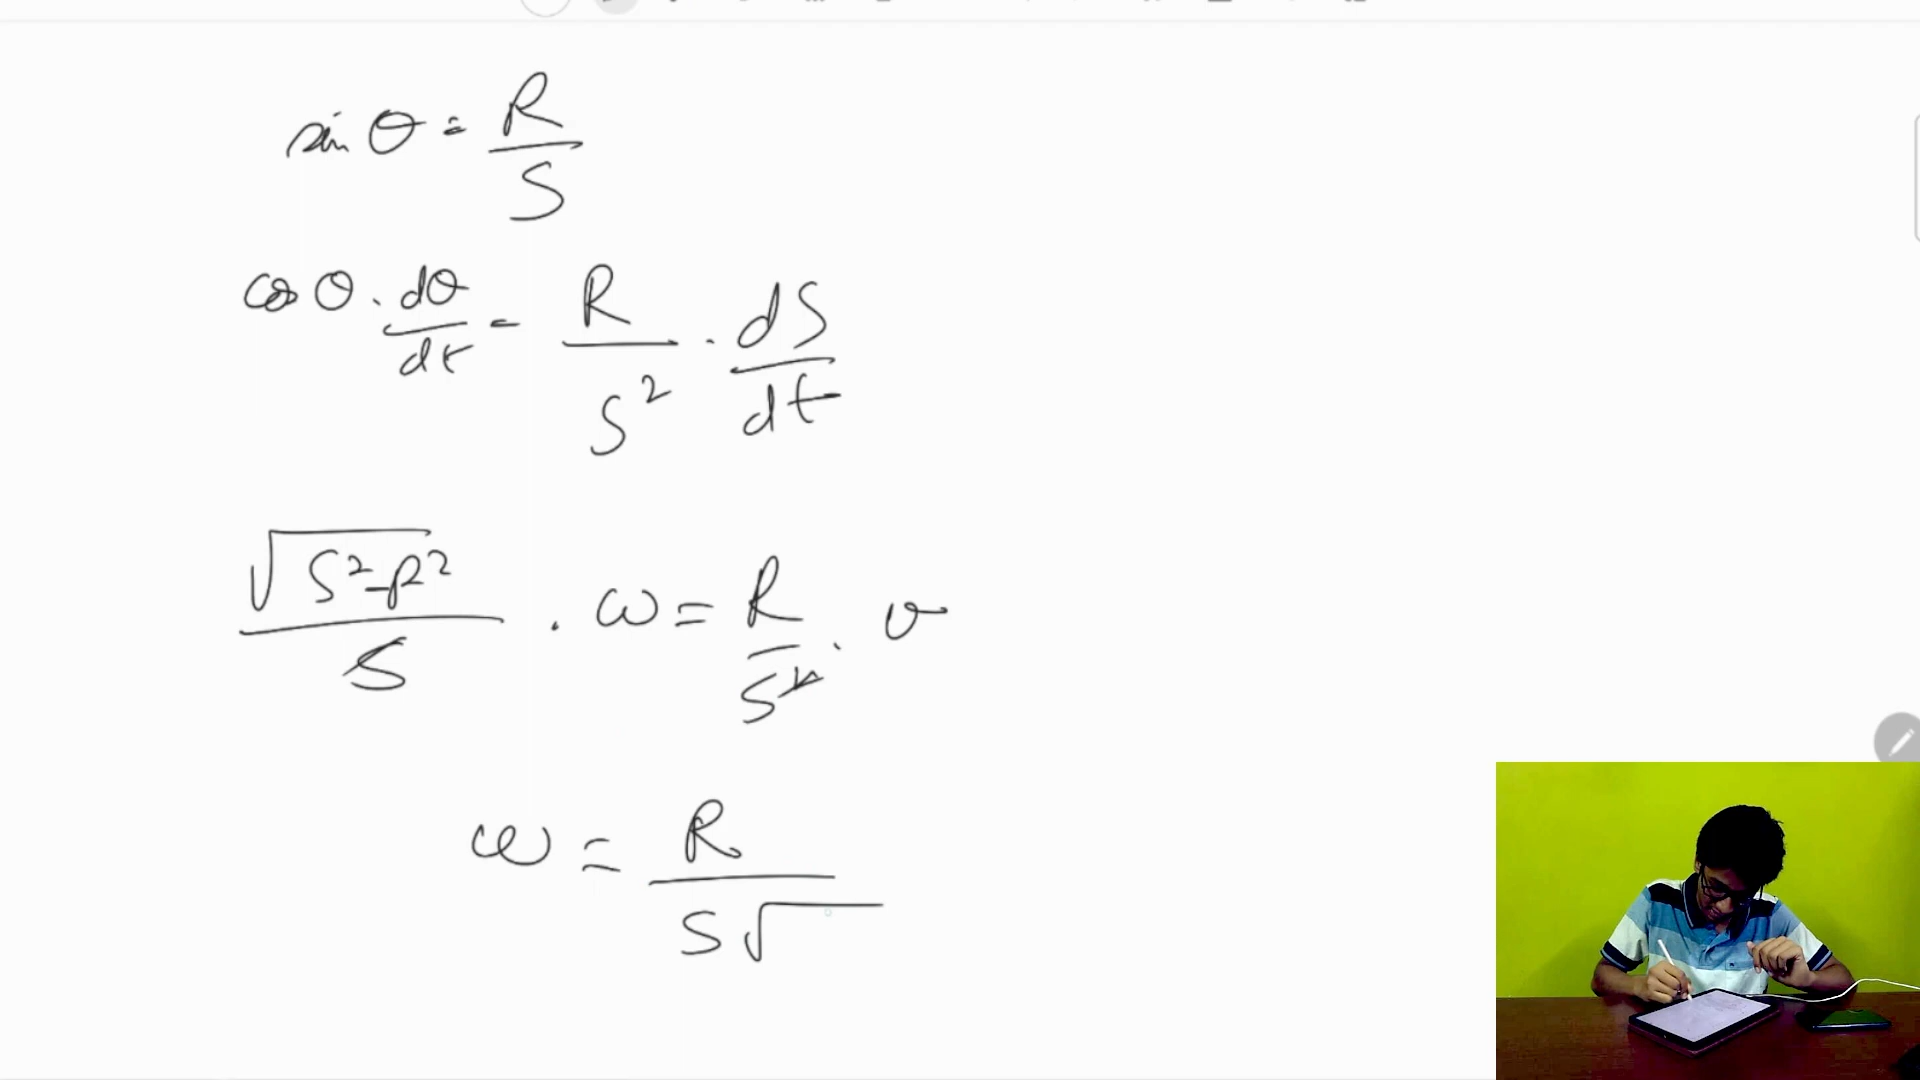 sin θ = R/S
cos θ . dθ/dt = R/S² . dS/dt
√(S²-R²)/S . ω = R/S² . v
ω = R/S√